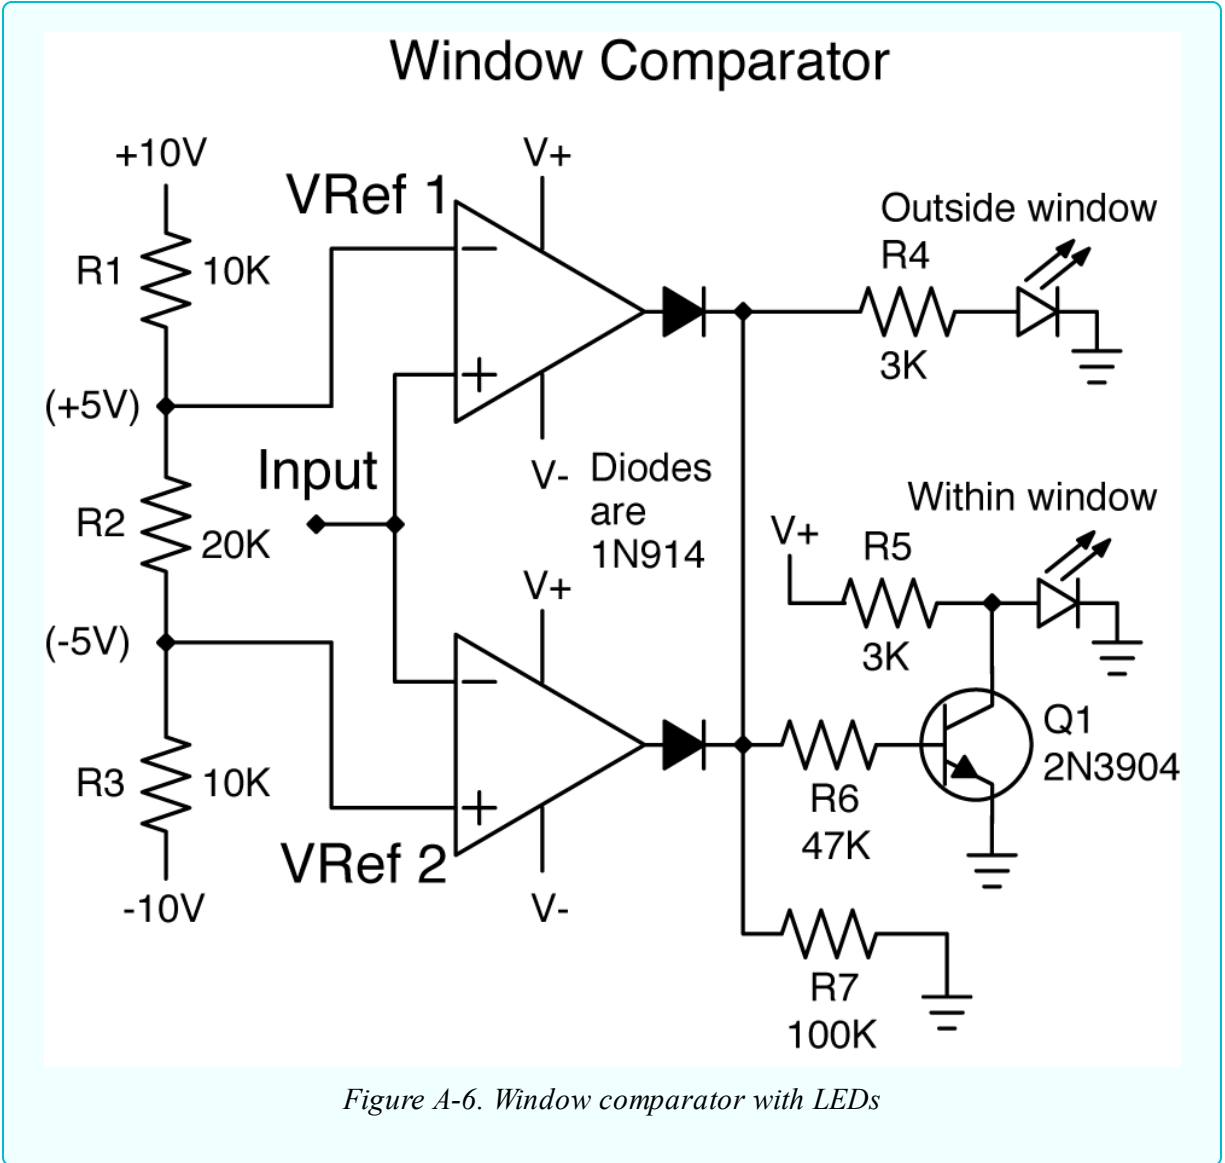 Window Comparator
+10V
VRef 1
V+
Outside window
R1
10K
R4
3K
(+5V)
Input
V-
Diodes
are
1N914
Within window
R2
20K
V+
R5
3K
V+
(-5V)
Q1
2N3904
R3
10K
R6
47K
VRef 2
-10V
V-
R7
100K
Figure A-6. Window comparator with LEDs